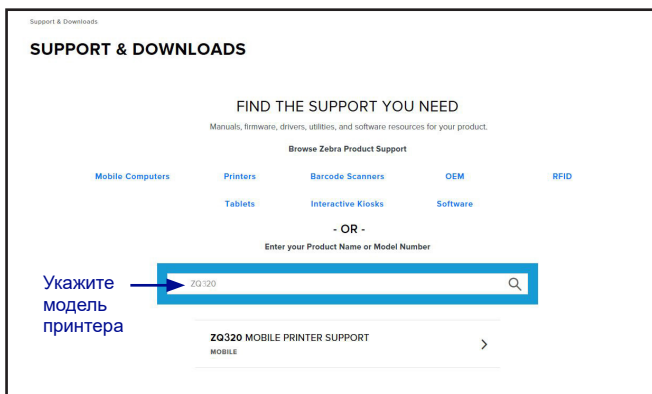 Support & Downloads
SUPPORT & DOWNLOADS
FIND THE SUPPORT YOU NEED
Manuals, firmware, drivers, utilities, and software resources for your product.
Browse Zebra Product Support
Mobile Computers Printers Barcode Scanners OEM RFID
Tablets Interactive Kiosks Software
- OR -
Enter your Product Name or Model Number
Укажите
модель
принтера
ZQ320
ZQ320 MOBILE PRINTER SUPPORT
MOBILE